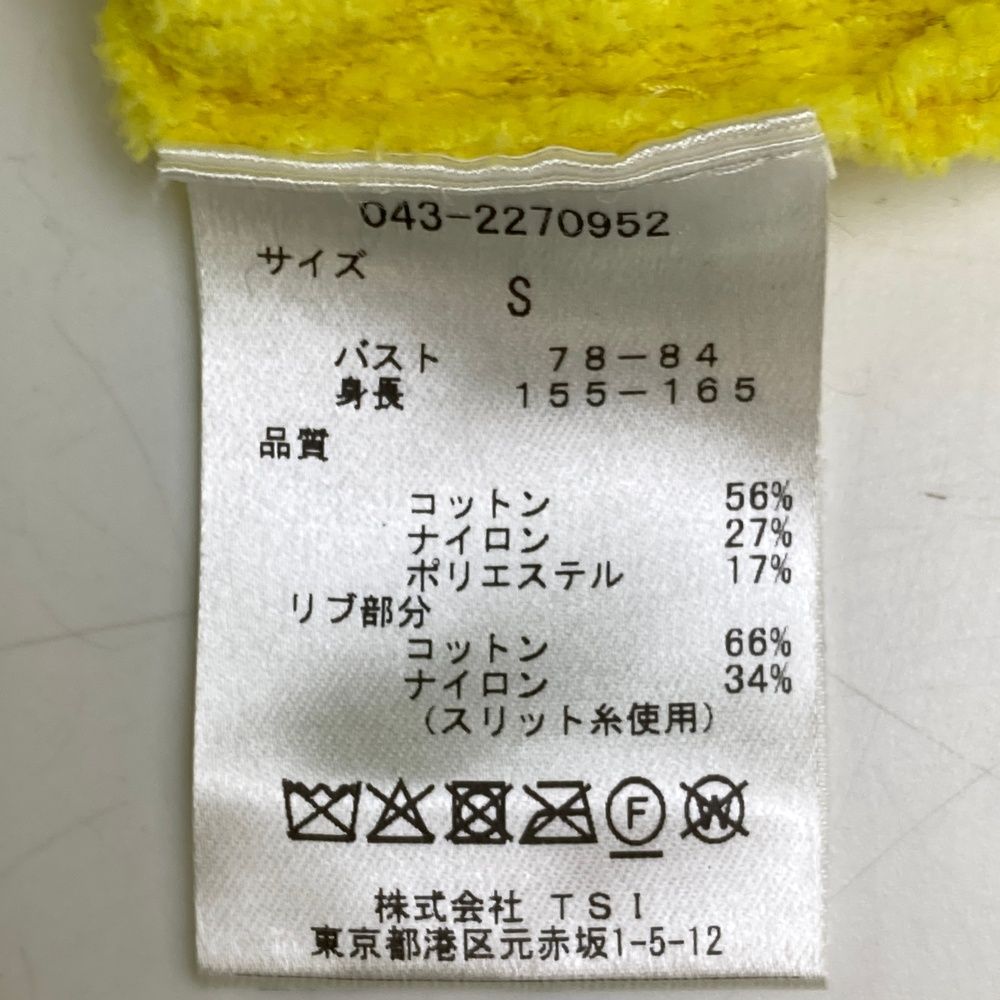 043-2270952
サイズ
S
バスト 78-84
身長 155-165
品質
コットン 56%
ナイロン 27%
ポリエステル 17%
リブ部分
コットン 66%
ナイロン 34%
(スリット糸使用)
F W
株式会社 TSI
東京都港区元赤坂1-5-12